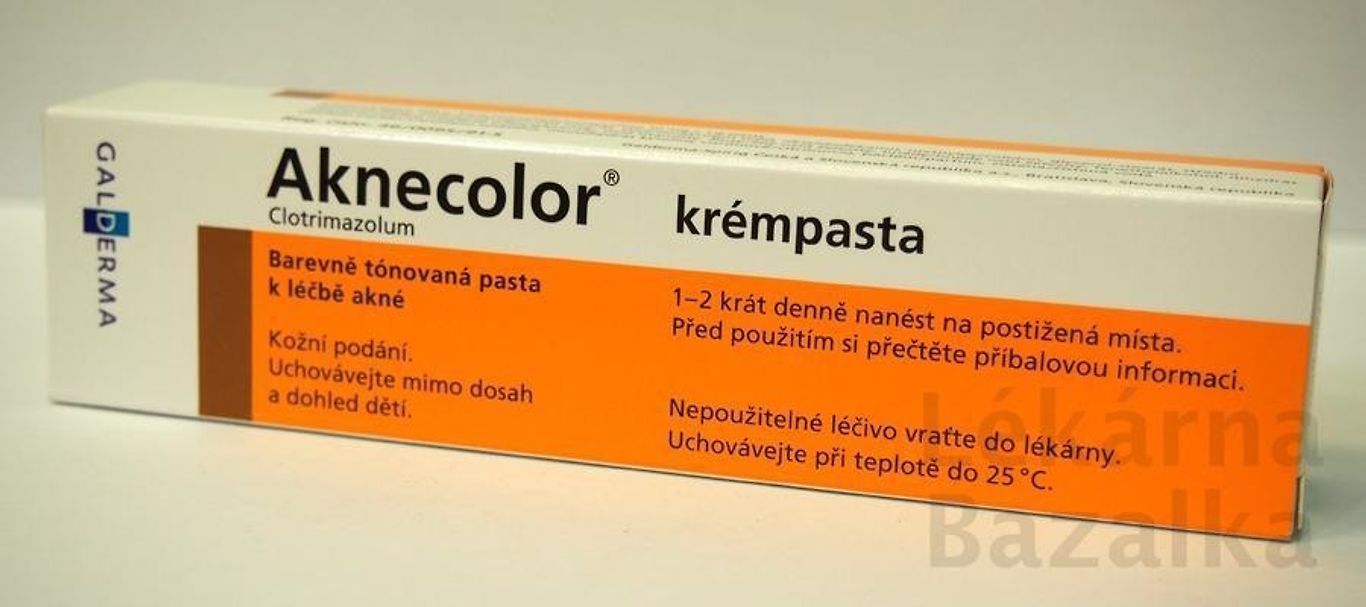 GALDERMA
Aknecolor®
krémpasta
Clotrimazolum
Barevně tónovaná pasta
k léčbě akné
Kožní podání.
Uchovávejte mimo dosah
a dohled dětí.
1–2 krát denně nanést na postižená místa.
Před použitím si přečtěte příbalovou informaci.
Nepoužitelné léčivo vraťte do lékárny.
Uchovávejte při teplotě do 25 °C.
Lékárna
Bazalka